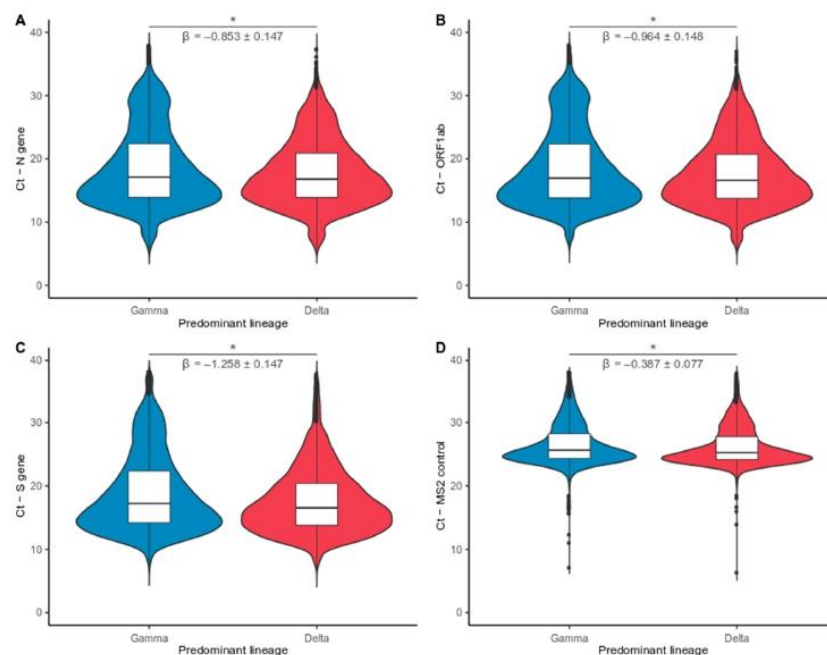 A
*
β = −0.853 ± 0.147
40
30
20
10
0
Ct − N gene
Gamma
Delta
Predominant lineage
B
*
β = −0.964 ± 0.148
40
30
20
10
0
Ct − ORF1ab
Gamma
Delta
Predominant lineage
C
*
β = −1.258 ± 0.147
40
30
20
10
0
Ct − S gene
Gamma
Delta
Predominant lineage
D
*
β = −0.387 ± 0.077
40
30
20
10
0
Ct − MS2 control
Gamma
Delta
Predominant lineage